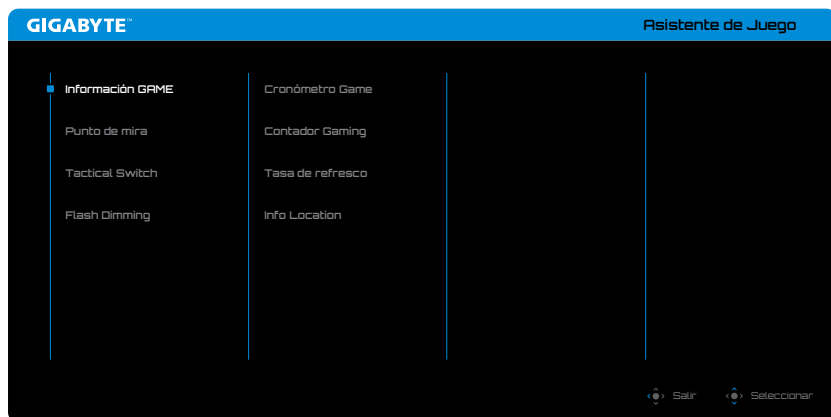 GIGABYTE™
Asistente de Juego
Información GAME
Punto de mira
Tactical Switch
Flash Dimming
Cronómetro Game
Contador Gaming
Tasa de refresco
Info Location
Salir
Seleccionar